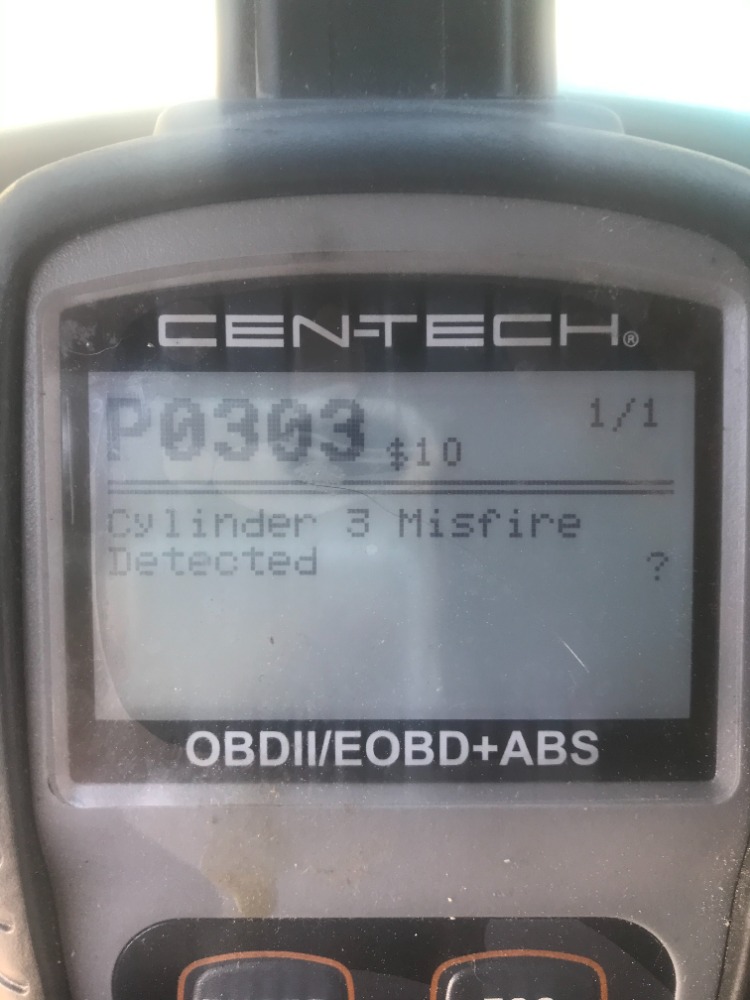 CEN-TECH®
P0303 $10 1/1
Cylinder 3 Misfire
Detected ?
OBDII/EOBD+ABS